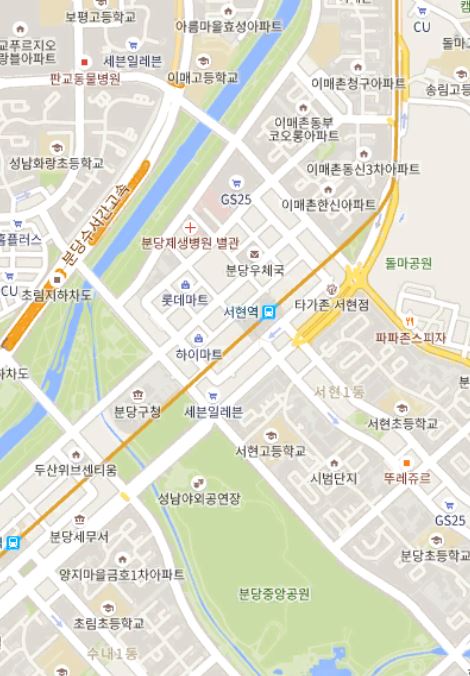 보평고등학교
CU
아름마을효성아파트
교푸르지오
랑블아파트
세븐일레븐
돌마고
판교동물병원
이매고등학교
이매촌청구아파트
송림고등
이매촌동부
코오롱아파트
성남화랑초등학교
이매촌동신3차아파트
GS25
이매촌한신아파트
분당수서간고속
홈플러스
분당제생병원 별관
분당우체국
돌마공원
CU
초림지하차도
롯데마트
서현역
타가존 서현점
파파존스피자
하이마트
하차도
서현1동
분당구청
세븐일레븐
서현초등학교
서현고등학교
두산위브센티움
시범단지
뚜레쥬르
성남야외공연장
GS25
분당세무서
분당초등학교
양지마을금호1차아파트
분당중앙공원
초림초등학교
수내1동